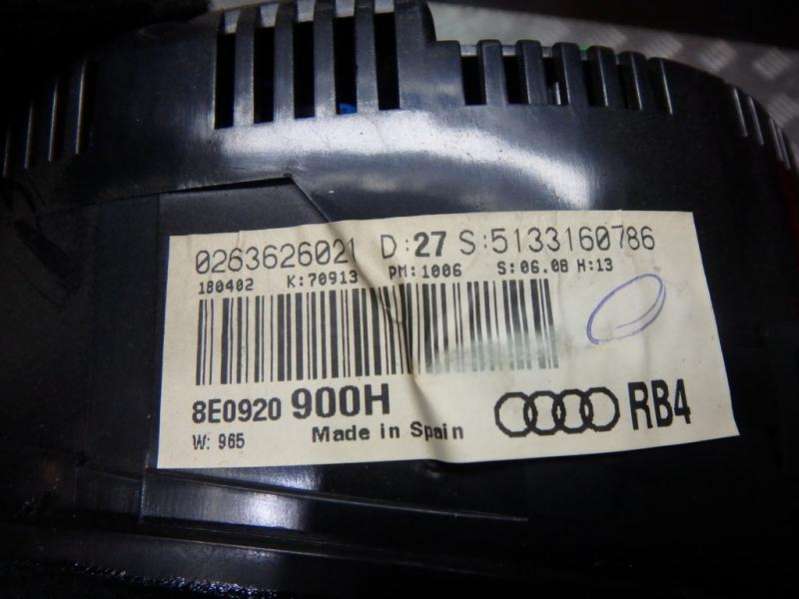 0263626021 D:27 S:5133160786
180402 K:70913 PM:1006 S:06.08 H:13
8E0920 900H RB4
W: 965 Made in Spain